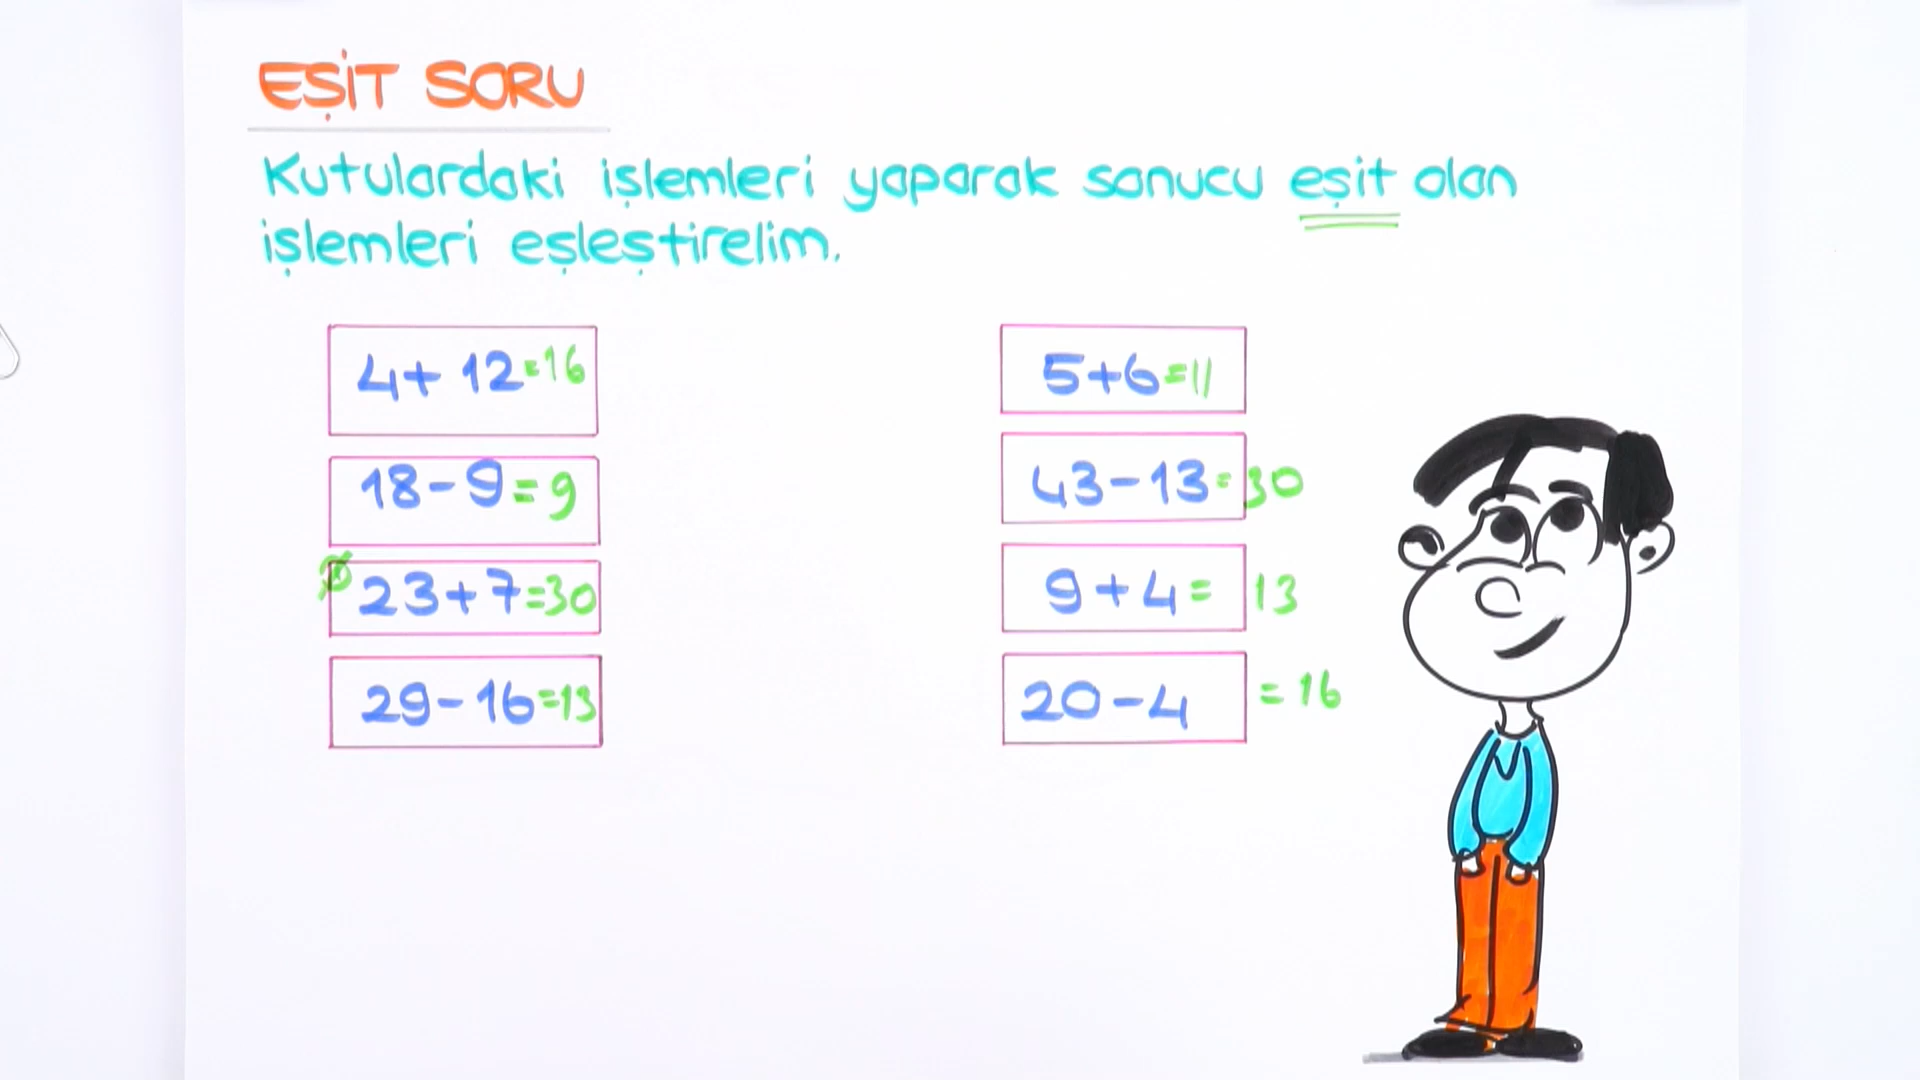 EŞİT SORU
Kutulardaki işlemleri yaparak sonucu eşit olan
işlemleri eşleştirelim.
4+ 12=16
18-9=9
23+7=30
29-16=13
5+6=11
43-13=30
9+4= 13
20-4 = 16